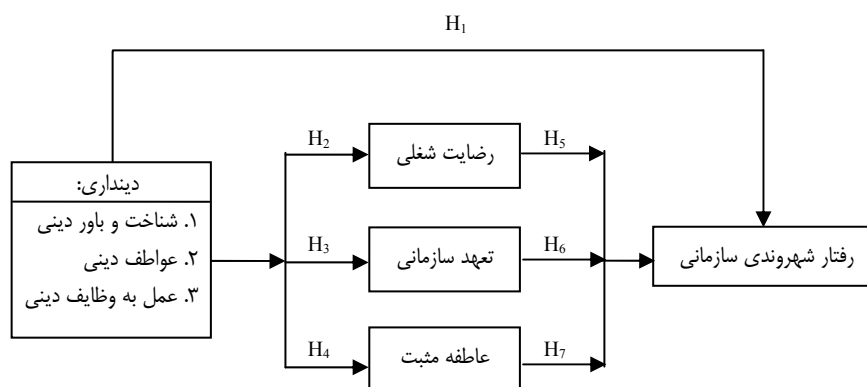 H₁
H₂
رضایت شغلی
H₅
دینداری:
۱. شناخت و باور دینی
۲. عواطف دینی
۳. عمل به وظایف دینی
H₃
تعهد سازمانی
H₆
رفتار شهروندی سازمانی
H₄
عاطفه مثبت
H₇